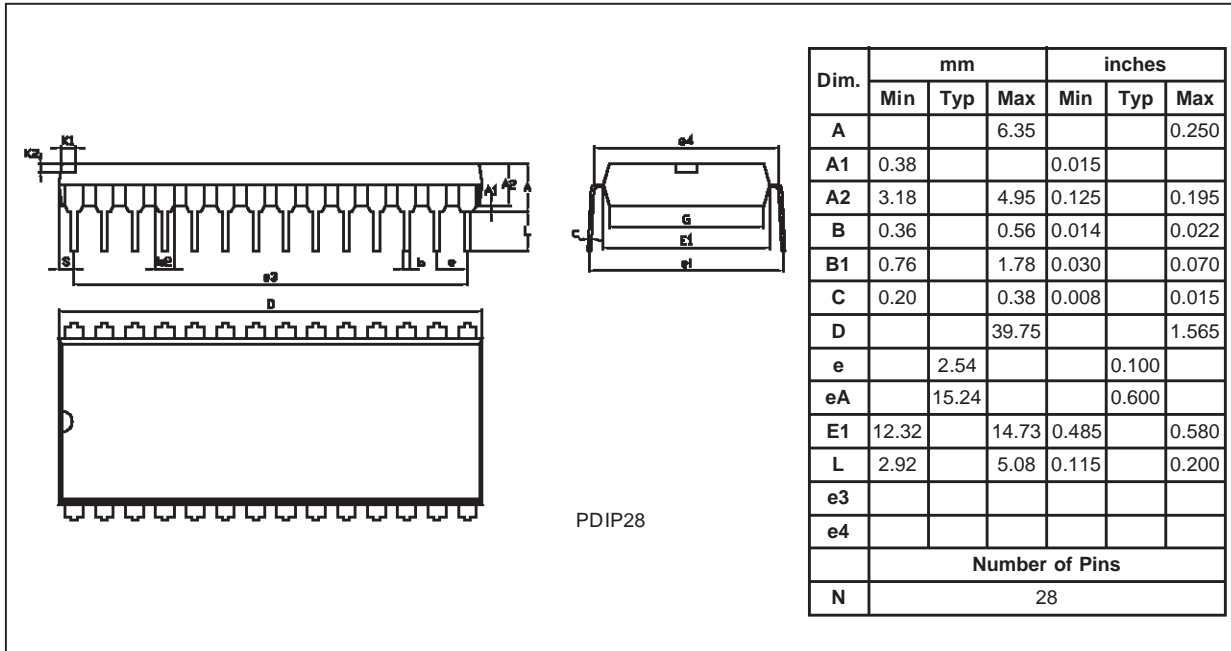 K1
K2
A1
A2
A
L
S
b2
b
e
e3
D
e4
G
C
E1
PDIP28
Dim. mm inches
Min Typ Max Min Typ Max
A 6.35 0.250
A1 0.38 0.015
A2 3.18 4.95 0.125 0.195
B 0.36 0.56 0.014 0.022
B1 0.76 1.78 0.030 0.070
C 0.20 0.38 0.008 0.015
D 39.75 1.565
e 2.54 0.100
eA 15.24 0.600
E1 12.32 14.73 0.485 0.580
L 2.92 5.08 0.115 0.200
e3
e4
Number of Pins
N 28